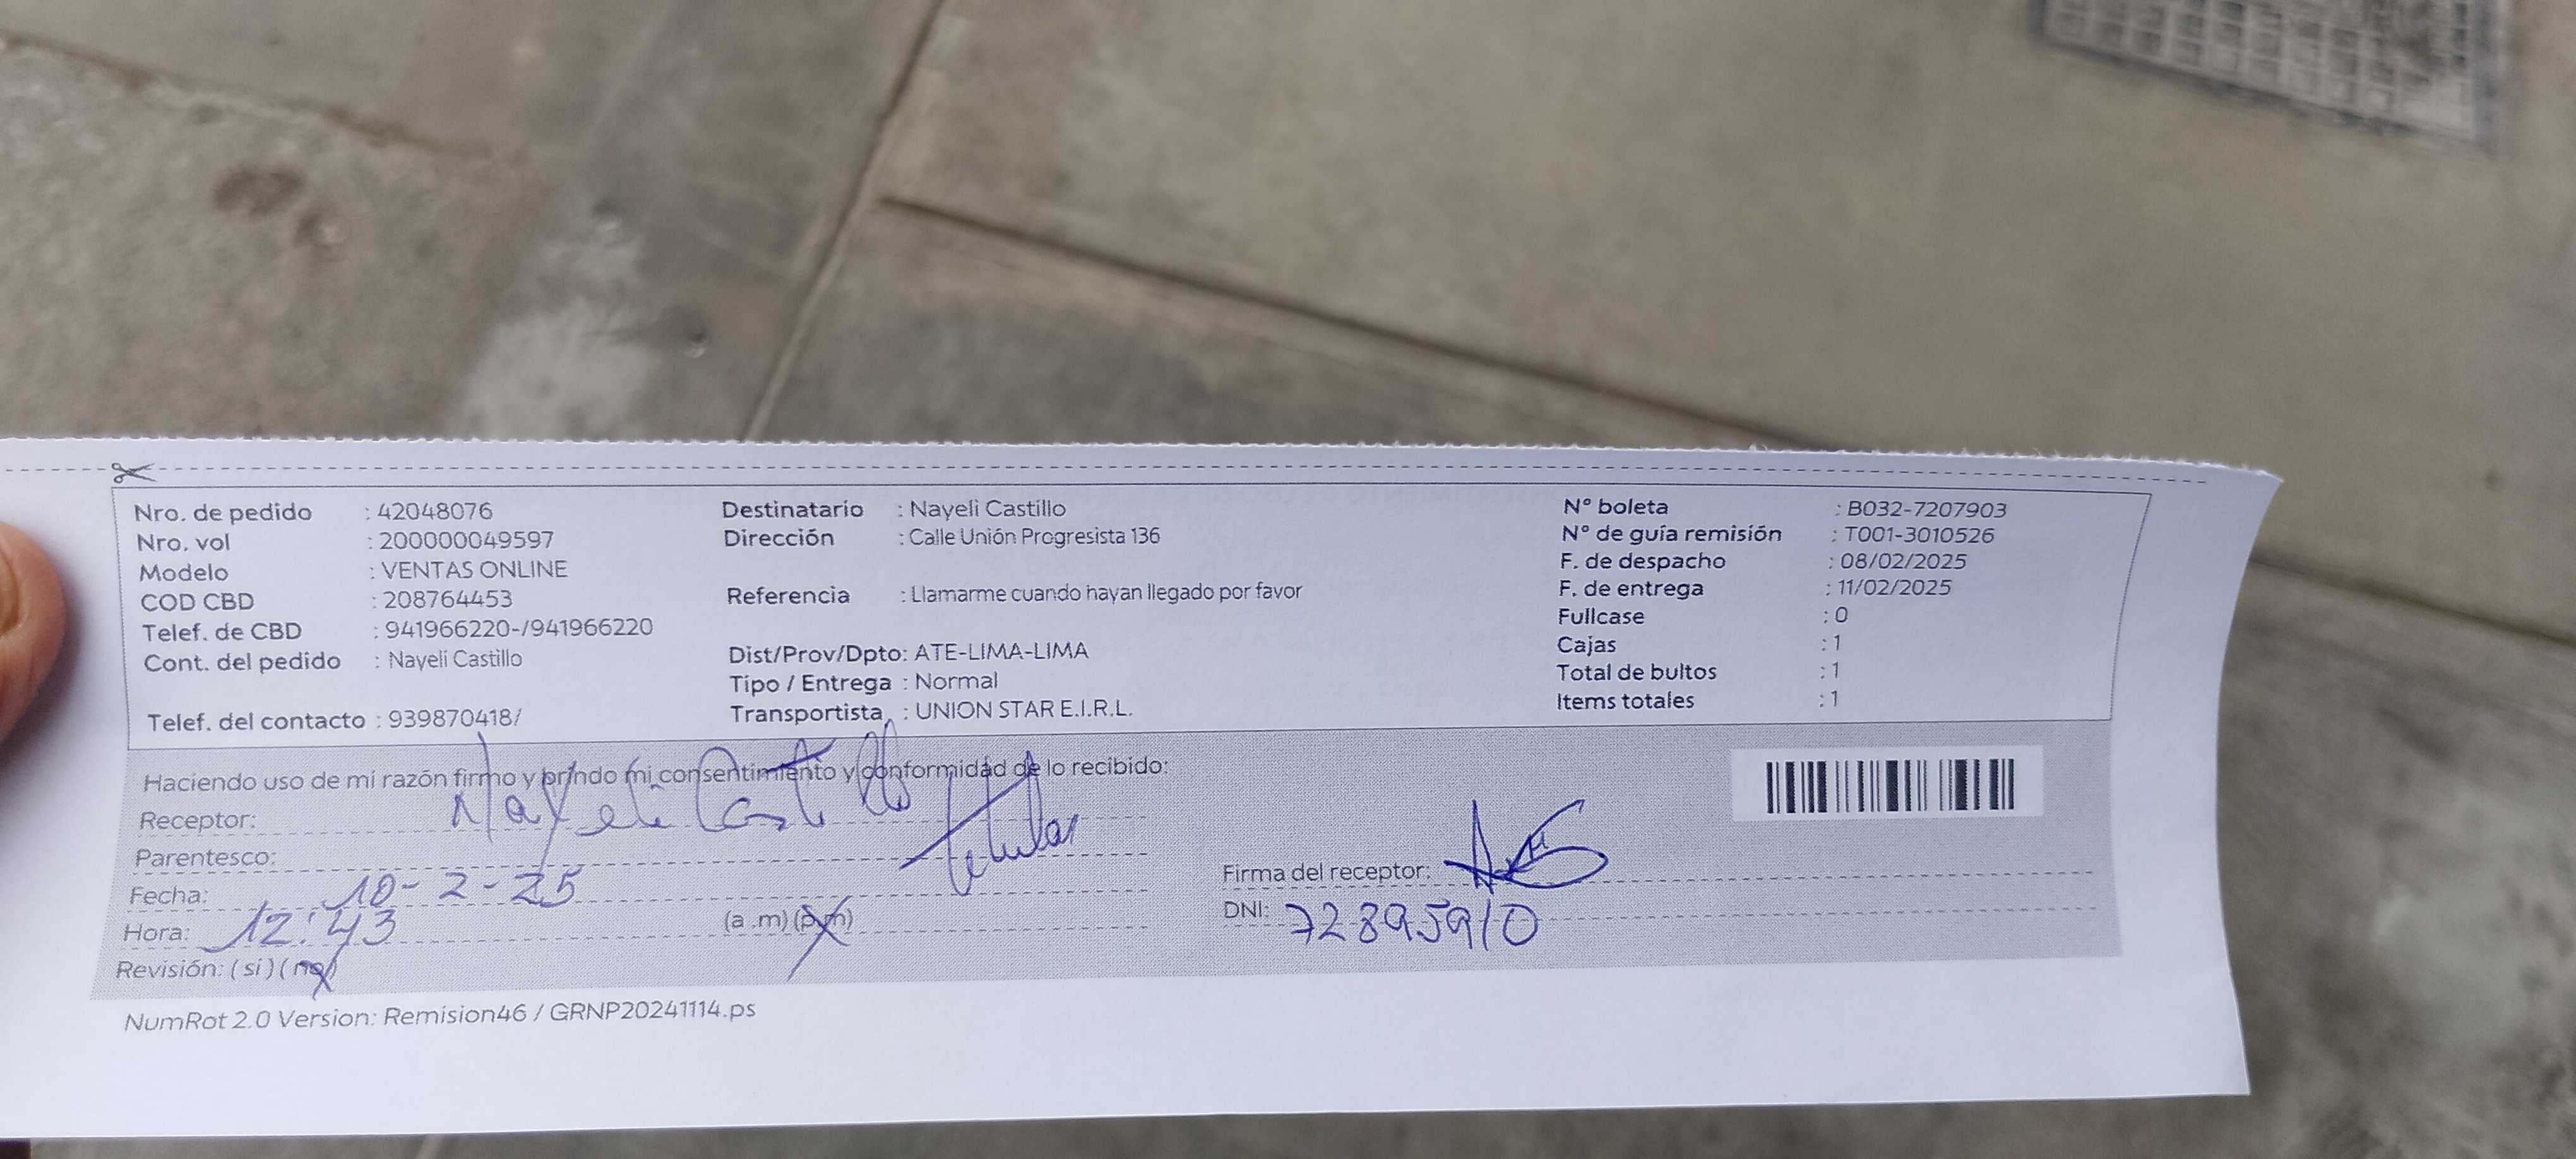 Nro. de pedido : 42048076
Nro. vol : 200000049597
Modelo : VENTAS ONLINE
COD CBD : 208764453
Telef. de CBD : 941966220-/941966220
Cont. del pedido : Nayeli Castillo
Telef. del contacto : 939870418/
Destinatario : Nayeli Castillo
Dirección : Calle Unión Progresista 136
Referencia : Llamarme cuando hayan llegado por favor
Dist/Prov/Dpto: ATE-LIMA-LIMA
Tipo / Entrega : Normal
Transportista : UNION STAR E.I.R.L.
N° boleta : B032-7207903
N° de guía remisión : T001-3010526
F. de despacho : 08/02/2025
F. de entrega : 11/02/2025
Fullcase : 0
Cajas : 1
Total de bultos : 1
Items totales : 1
Haciendo uso de mi razón firmo y brindo mi consentimiento y conformidad de lo recibido:
Receptor: Nayeli Castillo
Parentesco: titular
Fecha: 10-2-25
Hora: 12:43 (a .m) (p.m)
Revisión: ( si ) ( no )
Firma del receptor:
DNI: 72895910
NumRot 2.0 Version: Remision46 / GRNP20241114.ps